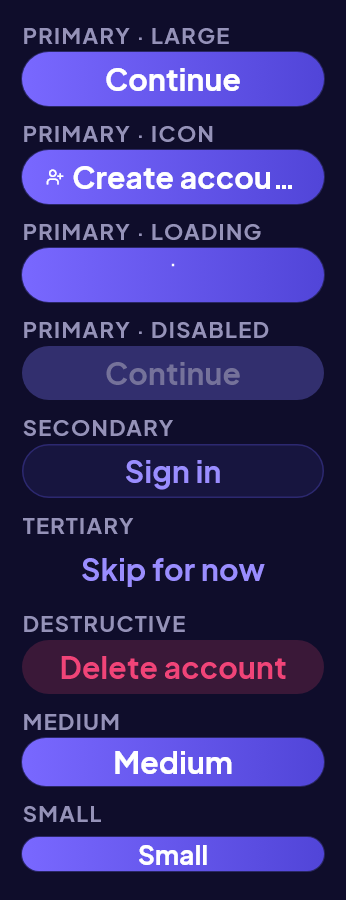 PRIMARY · LARGE
Continue
PRIMARY · ICON
Create accou…
PRIMARY · LOADING
PRIMARY · DISABLED
Continue
SECONDARY
Sign in
TERTIARY
Skip for now
DESTRUCTIVE
Delete account
MEDIUM
Medium
SMALL
Small